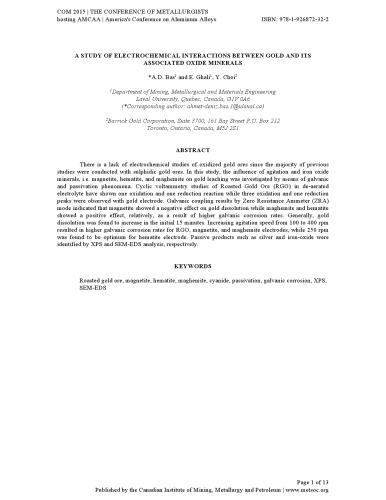 COM 2015 | THE CONFERENCE OF METALLURGISTS
hosting AMCAA | America's Conference on Aluminum Alloys ISBN: 978-1-926872-32-2
A STUDY OF ELECTROCHEMICAL INTERACTIONS BETWEEN GOLD AND ITS
ASSOCIATED OXIDE MINERALS
*A.D. Bas¹ and E. Ghali¹, Y. Choi²
¹Department of Mining, Metallurgical and Materials Engineering
Laval University, Quebec, Canada, G1V 0A6
(*Corresponding author: ahmet-deniz.bas.1@ulaval.ca)
²Barrick Gold Corporation, Suite 3700, 161 Bay Street P.O. Box 212
Toronto, Ontario, Canada, M5J 2S1
ABSTRACT
There is a lack of electrochemical studies of oxidized gold ores since the majority of previous
studies were conducted with sulphidic gold ores. In this study, the influence of agitation and iron oxide
minerals, i.e. magnetite, hematite, and maghemite on gold leaching was investigated by means of galvanic
and passivation phenomena. Cyclic voltammetry studies of Roasted Gold Ore (RGO) in de-aerated
electrolyte have shown one oxidation and one reduction reaction while three oxidation and one reduction
peaks were observed with gold electrode. Galvanic coupling results by Zero Resistance Ammeter (ZRA)
mode indicated that magnetite showed a negative effect on gold dissolution while maghemite and hematite
showed a positive effect, relatively, as a result of higher galvanic corrosion rates. Generally, gold
dissolution was found to increase in the initial 15 minutes. Increasing agitation speed from 100 to 400 rpm
resulted in higher galvanic corrosion rates for RGO, magnetite, and maghemite electrodes, while 250 rpm
was found to be optimum for hematite electrode. Passive products such as silver and iron-oxide were
identified by XPS and SEM-EDS analysis, respectively.
KEYWORDS
Roasted gold ore, magnetite, hematite, maghemite, cyanide, passivation, galvanic corrosion, XPS,
SEM-EDS
Page 1 of 13
Published by the Canadian Institute of Mining, Metallurgy and Petroleum | www.metsoc.org